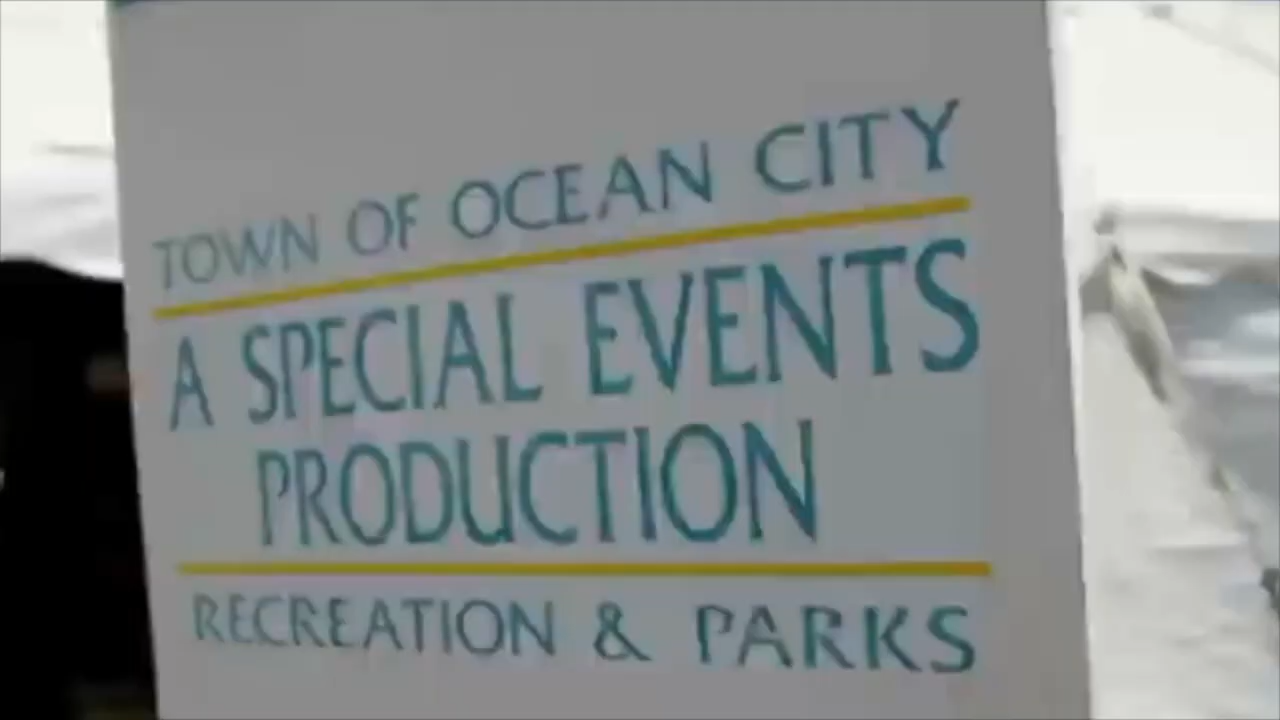 TOWN OF OCEAN CITY
A SPECIAL EVENTS
PRODUCTION
RECREATION & PARKS